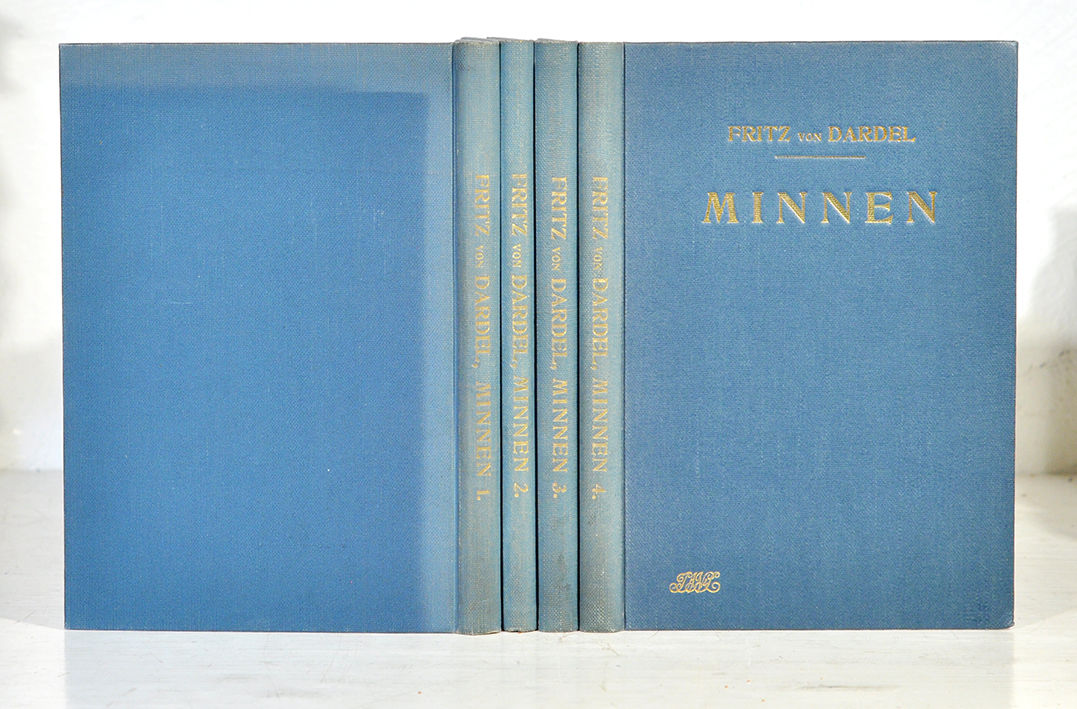 FRITZ VON DARDEL, MINNEN 1.
FRITZ VON DARDEL, MINNEN 2.
FRITZ VON DARDEL, MINNEN 3.
FRITZ VON DARDEL, MINNEN 4.
FRITZ VON DARDEL
MINNEN